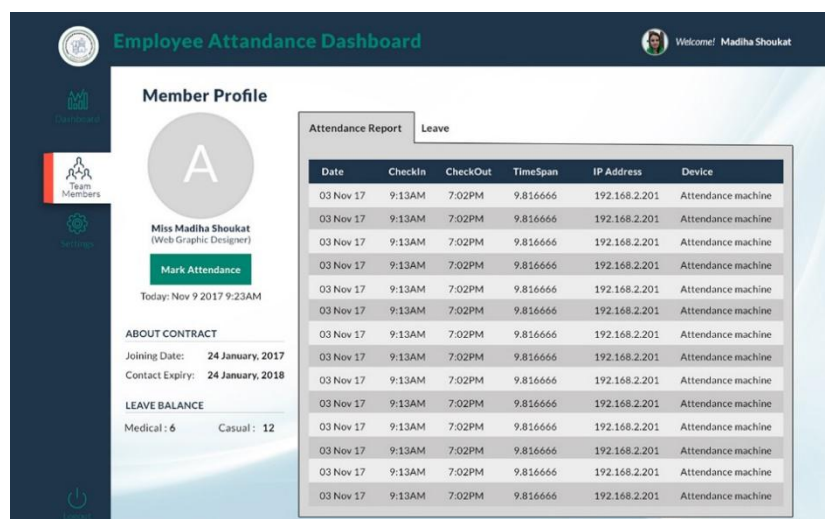 Employee Attandance Dashboard
Welcome! Madiha Shoukat
Dashboard
Team
Members
Settings
Logout
Member Profile
A
Miss Madiha Shoukat
(Web Graphic Designer)
Mark Attendance
Today: Nov 9 2017 9:23AM
ABOUT CONTRACT
Joining Date: 24 January, 2017
Contact Expiry: 24 January, 2018
LEAVE BALANCE
Medical : 6 Casual : 12
Attendance Report Leave
Date CheckIn CheckOut TimeSpan IP Address Device
03 Nov 17 9:13AM 7:02PM 9.816666 192.168.2.201 Attendance machine
03 Nov 17 9:13AM 7:02PM 9.816666 192.168.2.201 Attendance machine
03 Nov 17 9:13AM 7:02PM 9.816666 192.168.2.201 Attendance machine
03 Nov 17 9:13AM 7:02PM 9.816666 192.168.2.201 Attendance machine
03 Nov 17 9:13AM 7:02PM 9.816666 192.168.2.201 Attendance machine
03 Nov 17 9:13AM 7:02PM 9.816666 192.168.2.201 Attendance machine
03 Nov 17 9:13AM 7:02PM 9.816666 192.168.2.201 Attendance machine
03 Nov 17 9:13AM 7:02PM 9.816666 192.168.2.201 Attendance machine
03 Nov 17 9:13AM 7:02PM 9.816666 192.168.2.201 Attendance machine
03 Nov 17 9:13AM 7:02PM 9.816666 192.168.2.201 Attendance machine
03 Nov 17 9:13AM 7:02PM 9.816666 192.168.2.201 Attendance machine
03 Nov 17 9:13AM 7:02PM 9.816666 192.168.2.201 Attendance machine
03 Nov 17 9:13AM 7:02PM 9.816666 192.168.2.201 Attendance machine
03 Nov 17 9:13AM 7:02PM 9.816666 192.168.2.201 Attendance machine